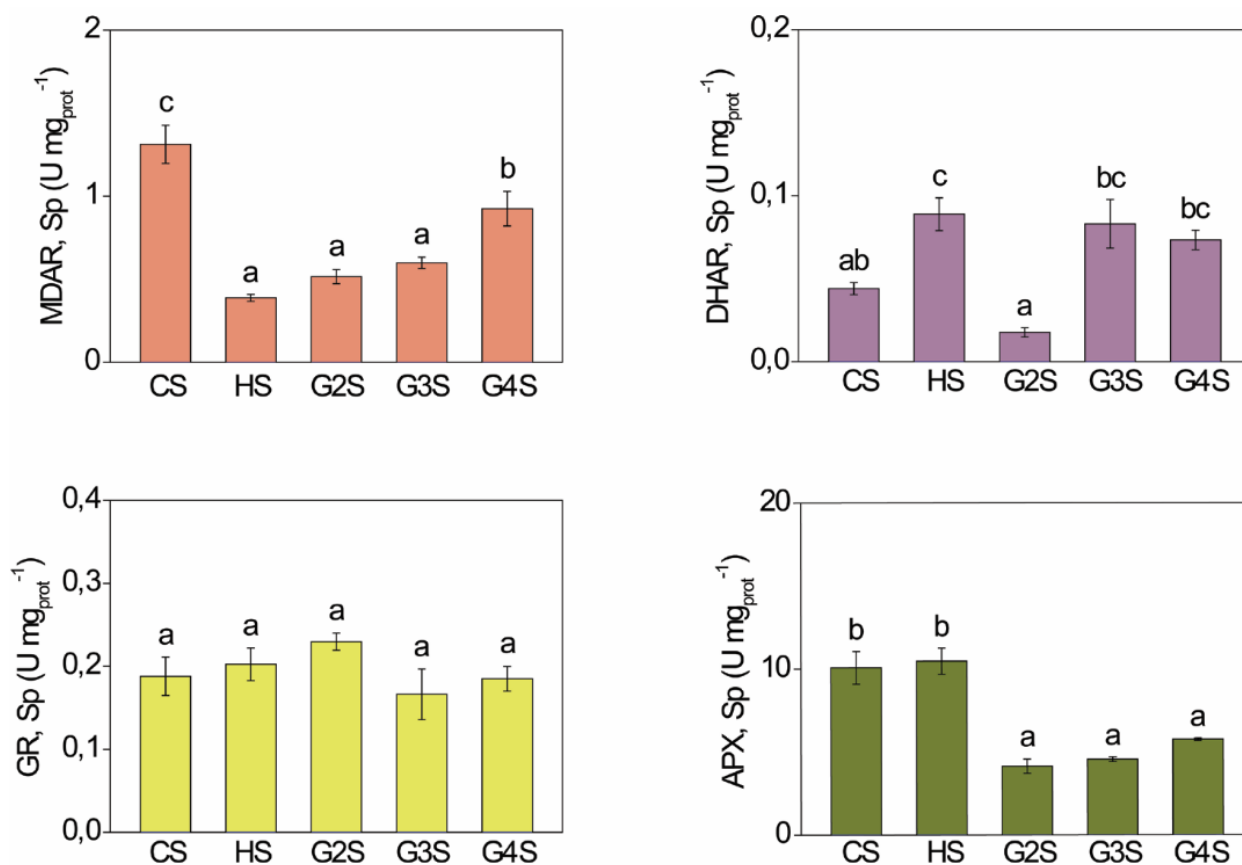 MDAR, Sp (U mgprot-1)
2
1
0
c
a
a
a
b
CS HS G2S G3S G4S
DHAR, Sp (U mgprot-1)
0,2
0,1
0,0
ab
c
a
bc
bc
CS HS G2S G3S G4S
GR, Sp (U mgprot-1)
0,4
0,3
0,2
0,1
0,0
a
a
a
a
a
CS HS G2S G3S G4S
APX, Sp (U mgprot-1)
20
10
0
b
b
a
a
a
CS HS G2S G3S G4S